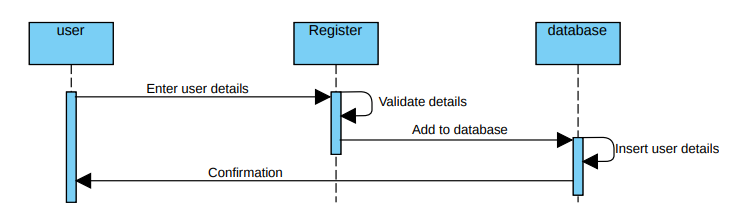 user
Register
database
Enter user details
Validate details
Add to database
Insert user details
Confirmation